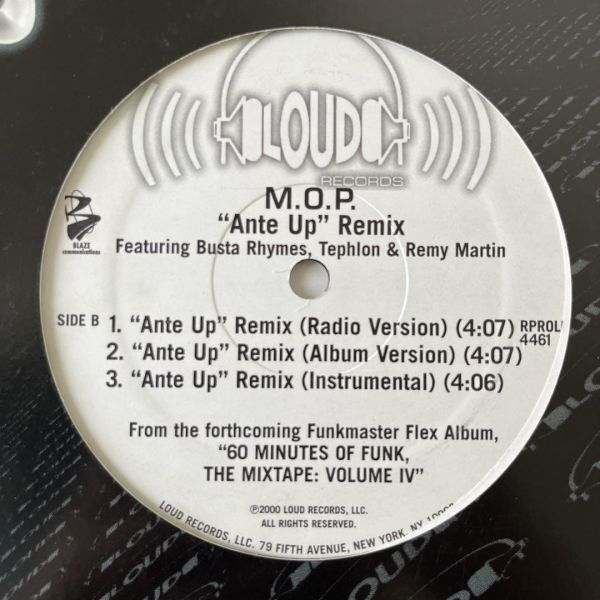 LOUD
RECORDS
M.O.P.
“Ante Up” Remix
Featuring Busta Rhymes, Tephlon & Remy Martin
BLAZE
communications
SIDE B
1. “Ante Up” Remix (Radio Version) (4:07)
2. “Ante Up” Remix (Album Version) (4:07)
3. “Ante Up” Remix (Instrumental) (4:06)
RPROL
4461
From the forthcoming Funkmaster Flex Album,
“60 MINUTES OF FUNK,
THE MIXTAPE: VOLUME IV”
℗2000 LOUD RECORDS, LLC.
ALL RIGHTS RESERVED.
LOUD RECORDS, LLC. 79 FIFTH AVENUE, NEW YORK, NY